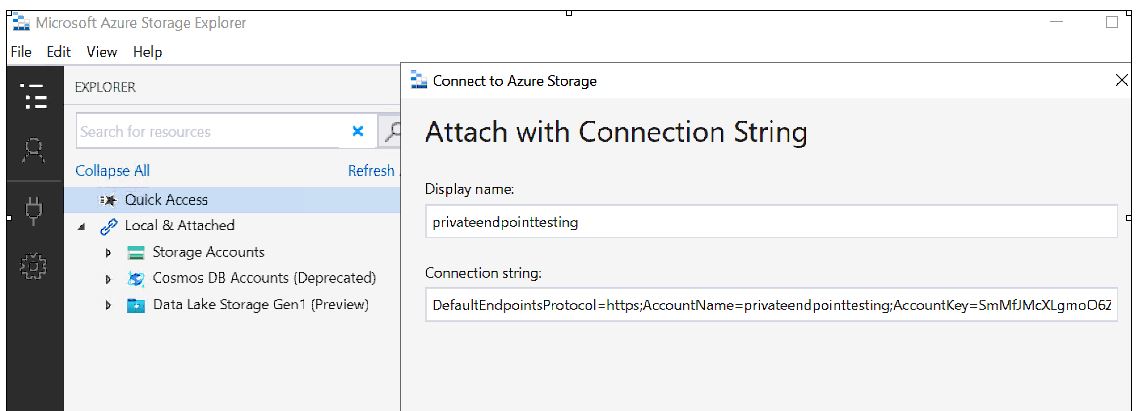 Microsoft Azure Storage Explorer
File Edit View Help
EXPLORER
Search for resources
Collapse All Refresh
Quick Access
Local & Attached
Storage Accounts
Cosmos DB Accounts (Deprecated)
Data Lake Storage Gen1 (Preview)
Connect to Azure Storage
Attach with Connection String
Display name:
privateendpointtesting
Connection string:
DefaultEndpointsProtocol=https;AccountName=privateendpointtesting;AccountKey=SmMfJMcXLgmoO6Z